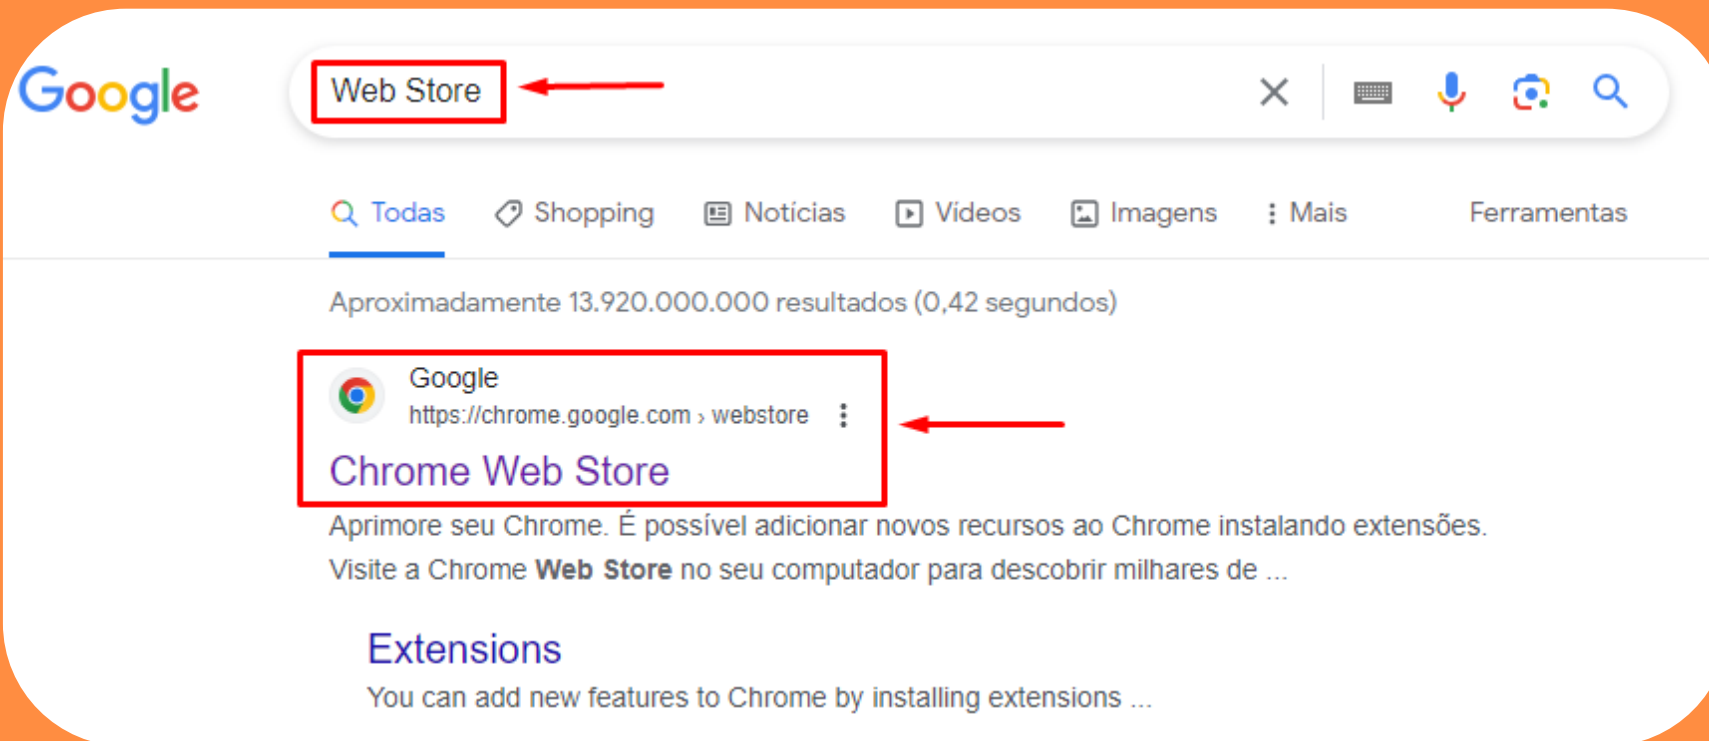 Google
Web Store
Todas
Shopping
Notícias
Vídeos
Imagens
Mais
Ferramentas
Aproximadamente 13.920.000.000 resultados (0,42 segundos)
Google
https://chrome.google.com › webstore
Chrome Web Store
Aprimore seu Chrome. É possível adicionar novos recursos ao Chrome instalando extensões.
Visite a Chrome Web Store no seu computador para descobrir milhares de ...
Extensions
You can add new features to Chrome by installing extensions ...